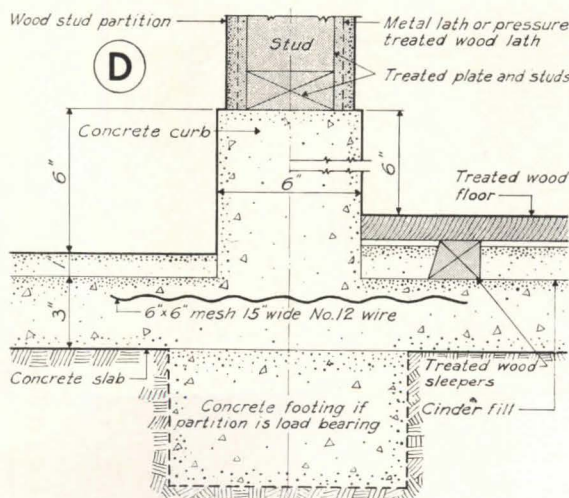 Wood stud partition
Metal lath or pressure
treated wood lath
D
Stud
Treated plate and studs
Concrete curb
6"
6"
6"
Treated wood
floor
1"
3"
6"x6" mesh 15" wide No.12 wire
Concrete slab
Treated wood
sleepers
Cinder fill
Concrete footing if
partition is load bearing